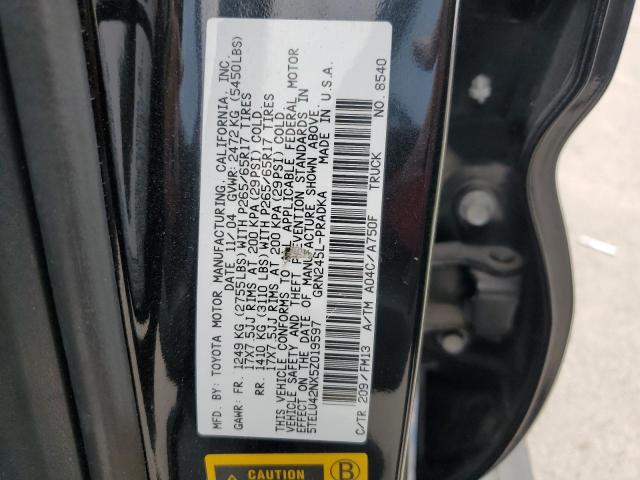 MFD. BY: TOYOTA MOTOR MANUFACTURING, CALIFORNIA, INC.
DATE 11/04 GVWR: 2472 KG (5450LBS)
GAWR: FR. 1249 KG (2755LBS) WITH P265/65R17 TIRES
17X7.5JJ RIMS AT 200 KPA (29PSI) COLD
RR. 1410 KG (3110 LBS) WITH P265/65R17 TIRES
17X7.5JJ RIMS AT 200 KPA (29PSI) COLD
THIS VEHICLE CONFORMS TO ALL APPLICABLE FEDERAL MOTOR
VEHICLE SAFETY AND THEFT PREVENTION STANDARDS IN
EFFECT ON THE DATE OF MANUFACTURE SHOWN ABOVE.
5TELU42NX5Z019597 GRN245L-PRADKA MADE IN U.S.A.
C/TR 209/FM13 A/TM A04C/A750F TRUCK NO. 8540
CAUTION B